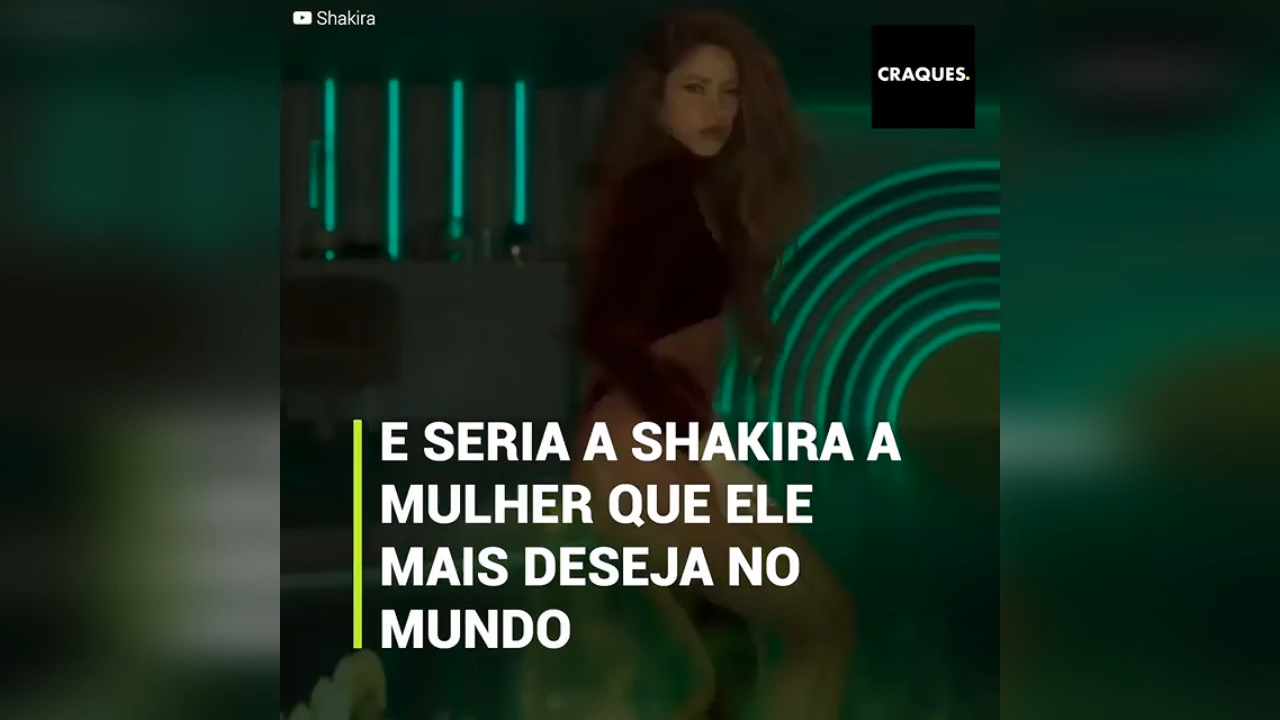 Shakira
CRAQUES.
E SERIA A SHAKIRA A
MULHER QUE ELE
MAIS DESEJA NO
MUNDO